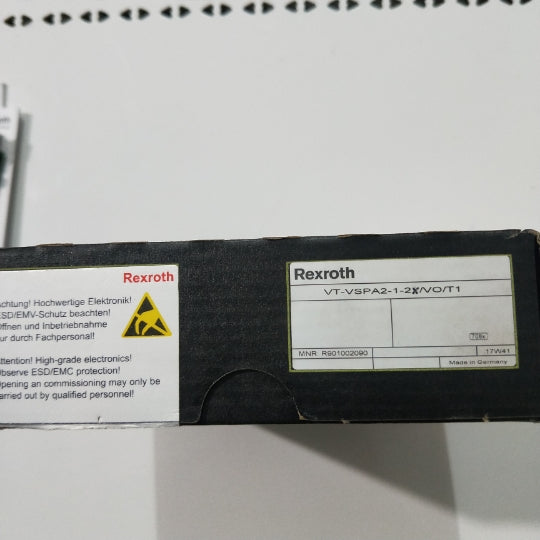 Rexroth
Achtung! Hochwertige Elektronik!
ESD/EMV-Schutz beachten!
Öffnen und Inbetriebnahme
nur durch Fachpersonal!
Attention! High-grade electronics!
Observe ESD/EMC protection!
Opening an commissioning may only be
carried out by qualified personnel!
Rexroth
VT-VSPA2-1-2X/VO/T1
MNR: R901002090
17W41
Made in Germany